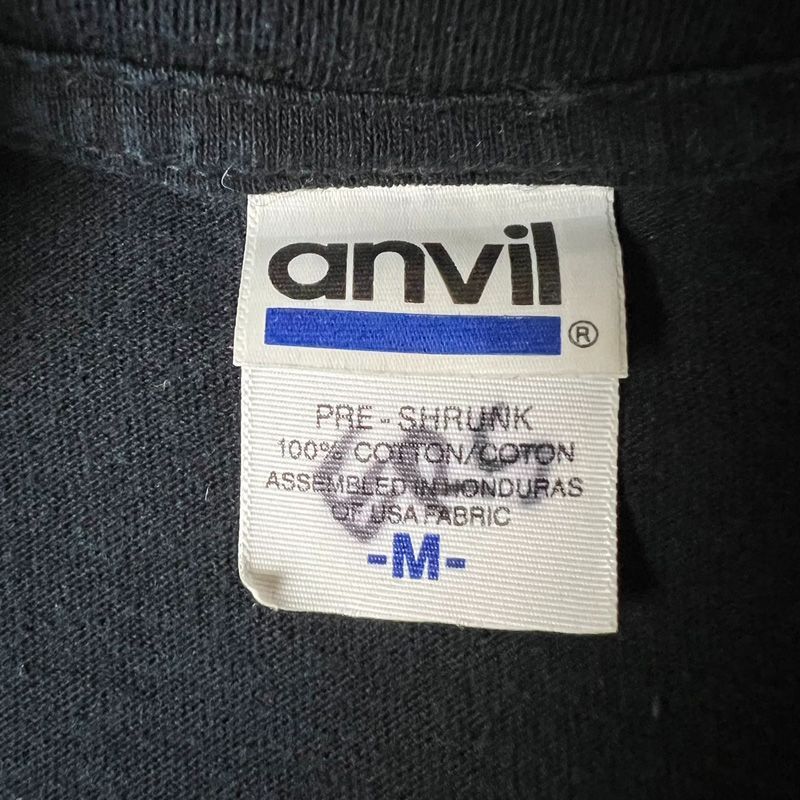 anvil
®
PRE-SHRUNK
100% COTTON/COTON
ASSEMBLED IN HONDURAS
OF USA FABRIC
-M-